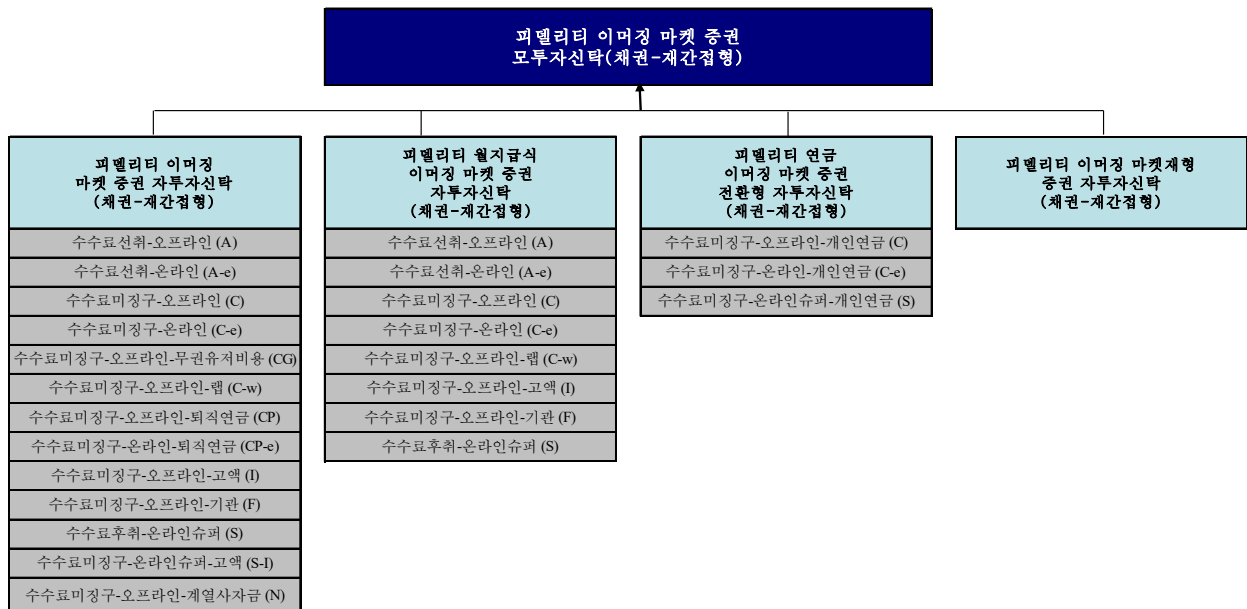 피델리티 이머징 마켓 증권
모투자신탁(채권-재간접형)
피델리티 이머징
마켓 증권 자투자신탁
(채권-재간접형)
수수료선취-오프라인 (A)
수수료선취-온라인 (A-e)
수수료미징구-오프라인 (C)
수수료미징구-온라인 (C-e)
수수료미징구-오프라인-무권유저비용 (CG)
수수료미징구-오프라인-랩 (C-w)
수수료미징구-오프라인-퇴직연금 (CP)
수수료미징구-온라인-퇴직연금 (CP-e)
수수료미징구-오프라인-고액 (I)
수수료미징구-오프라인-기관 (F)
수수료후취-온라인슈퍼 (S)
수수료미징구-온라인슈퍼-고액 (S-I)
수수료미징구-오프라인-계열사자금 (N)
피델리티 월지급식
이머징 마켓 증권
자투자신탁
(채권-재간접형)
수수료선취-오프라인 (A)
수수료선취-온라인 (A-e)
수수료미징구-오프라인 (C)
수수료미징구-온라인 (C-e)
수수료미징구-오프라인-랩 (C-w)
수수료미징구-오프라인-고액 (I)
수수료미징구-오프라인-기관 (F)
수수료후취-온라인슈퍼 (S)
피델리티 연금
이머징 마켓 증권
전환형 자투자신탁
(채권-재간접형)
수수료미징구-오프라인-개인연금 (C)
수수료미징구-온라인-개인연금 (C-e)
수수료미징구-온라인슈퍼-개인연금 (S)
피델리티 이머징 마켓재형
증권 자투자신탁
(채권-재간접형)